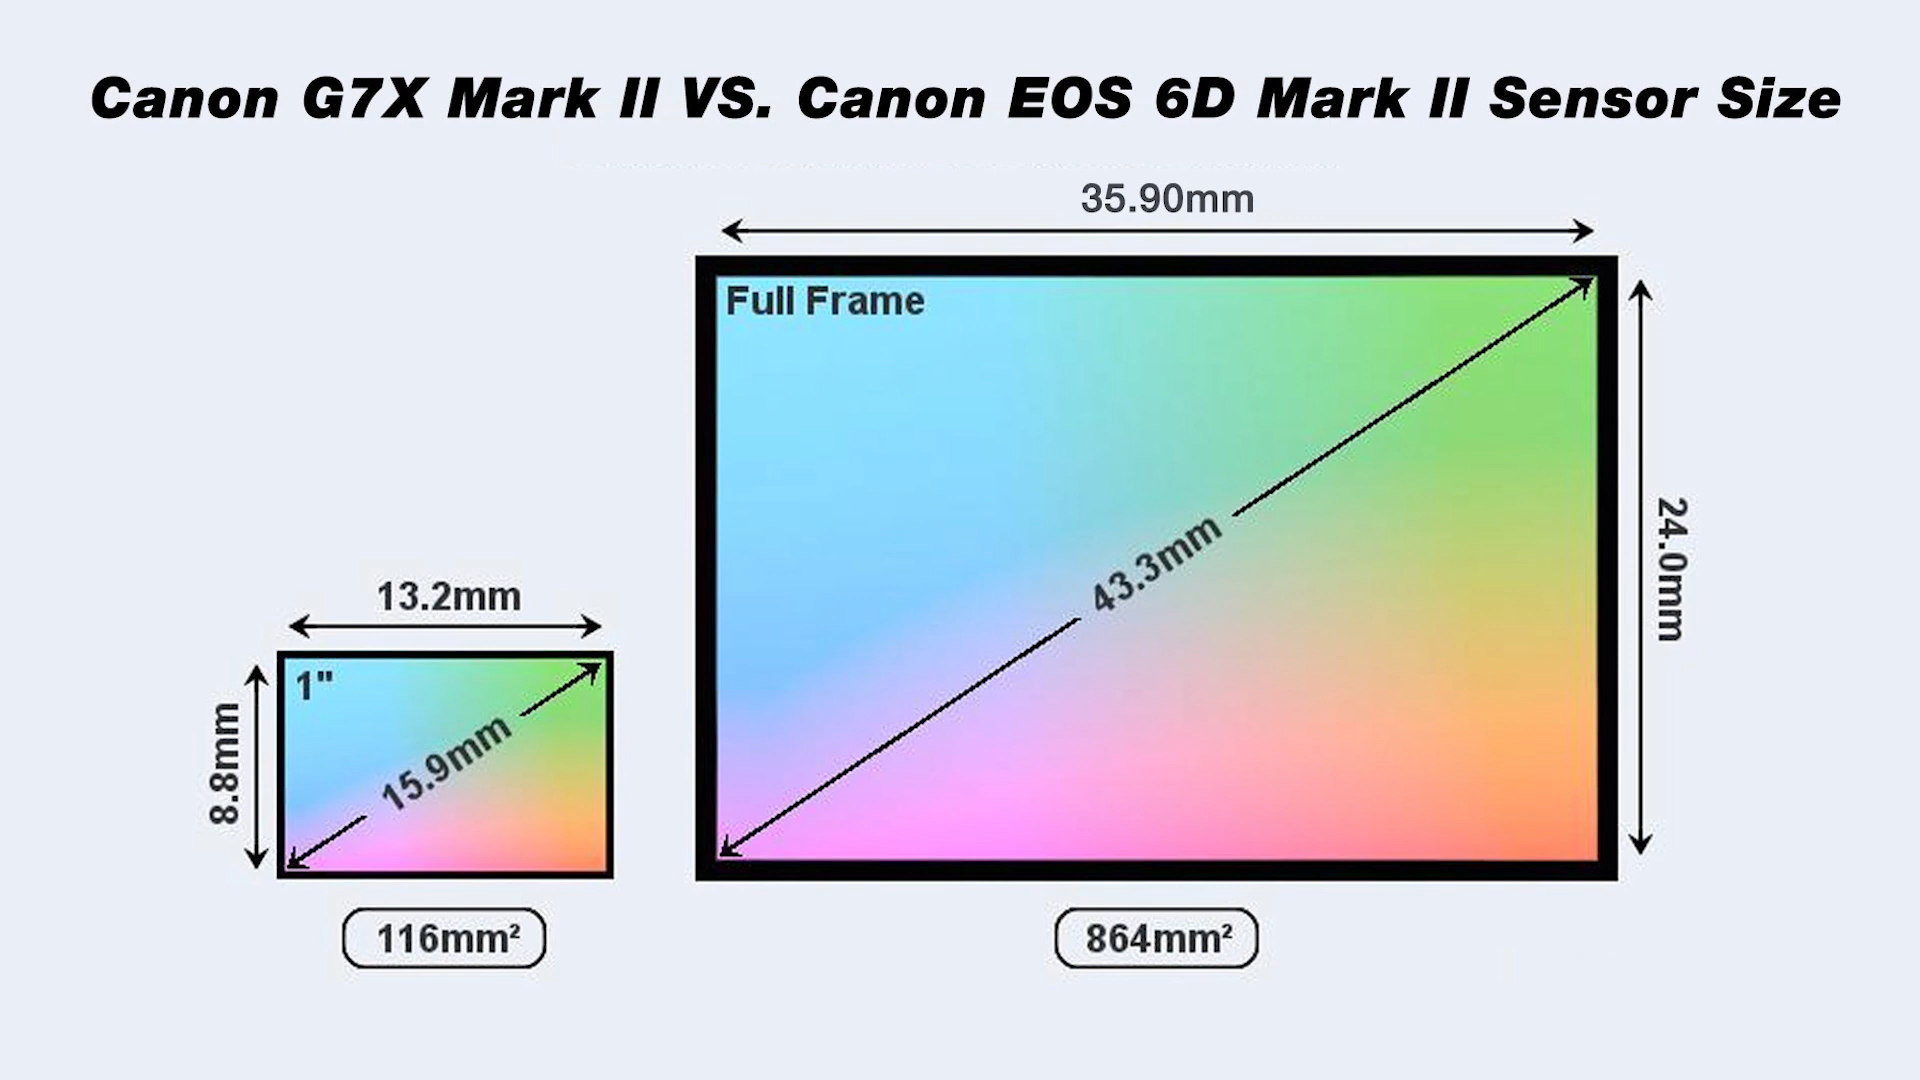 Canon G7X Mark II VS. Canon EOS 6D Mark II Sensor Size
35.90mm
Full Frame
43.3mm
24.0mm
13.2mm
1"
15.9mm
8.8mm
116mm²
864mm²